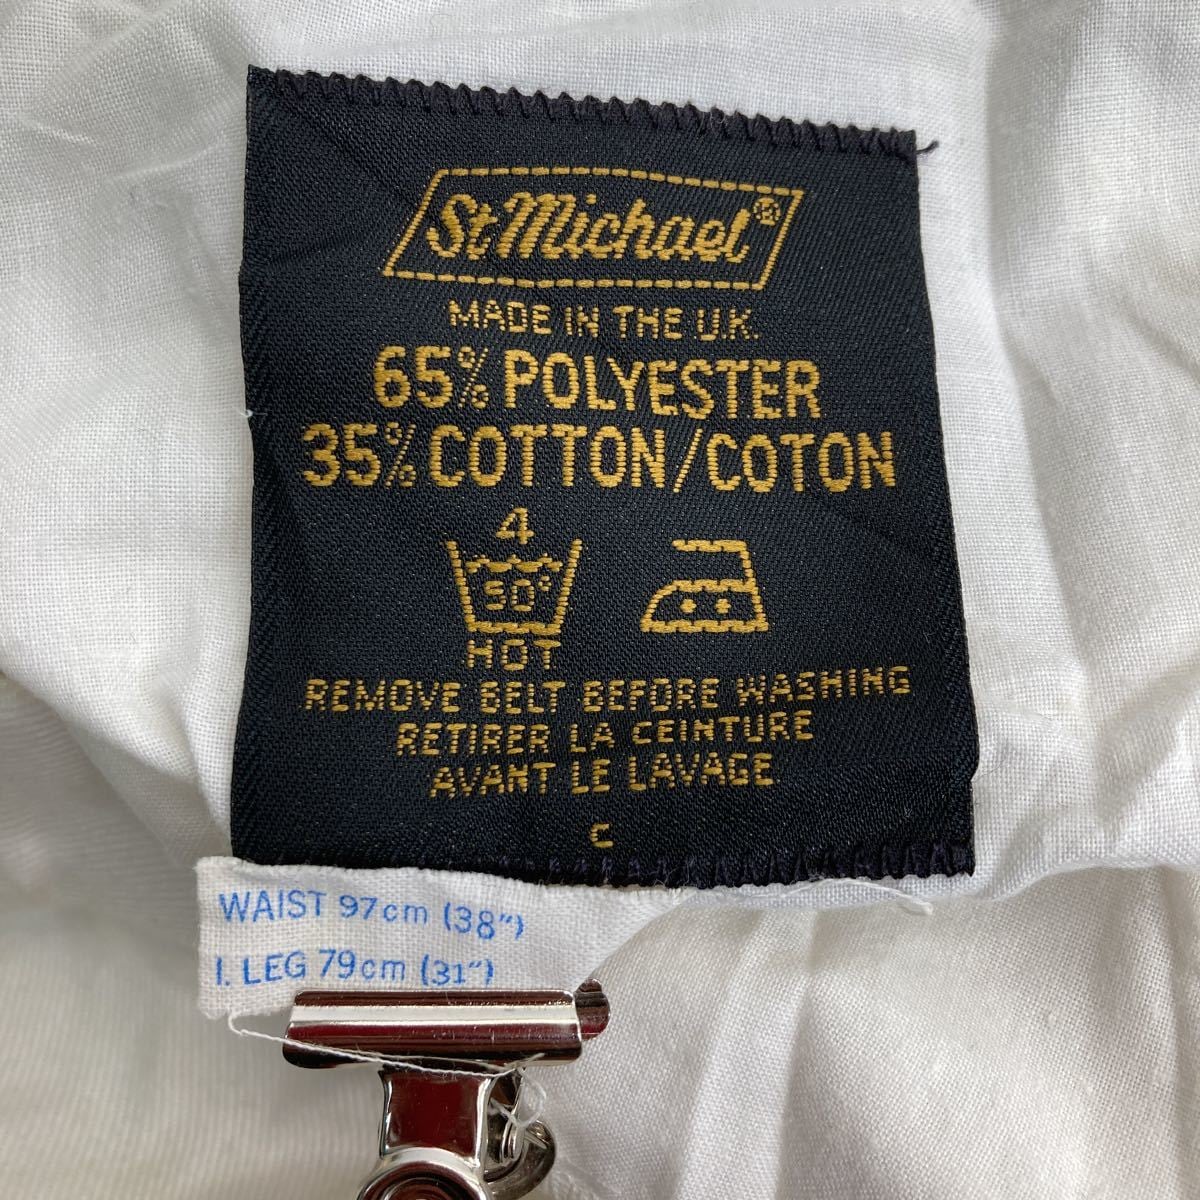 St Michael®
MADE IN THE U.K.
65% POLYESTER
35% COTTON/COTON
4
50°
HOT
REMOVE BELT BEFORE WASHING
RETIRER LA CEINTURE
AVANT LE LAVAGE
C
WAIST 97cm (38")
I. LEG 79cm (31")